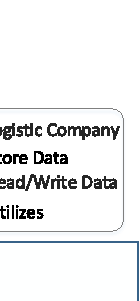 ogistic Company
tore Data
ead/Write Data
tilizes